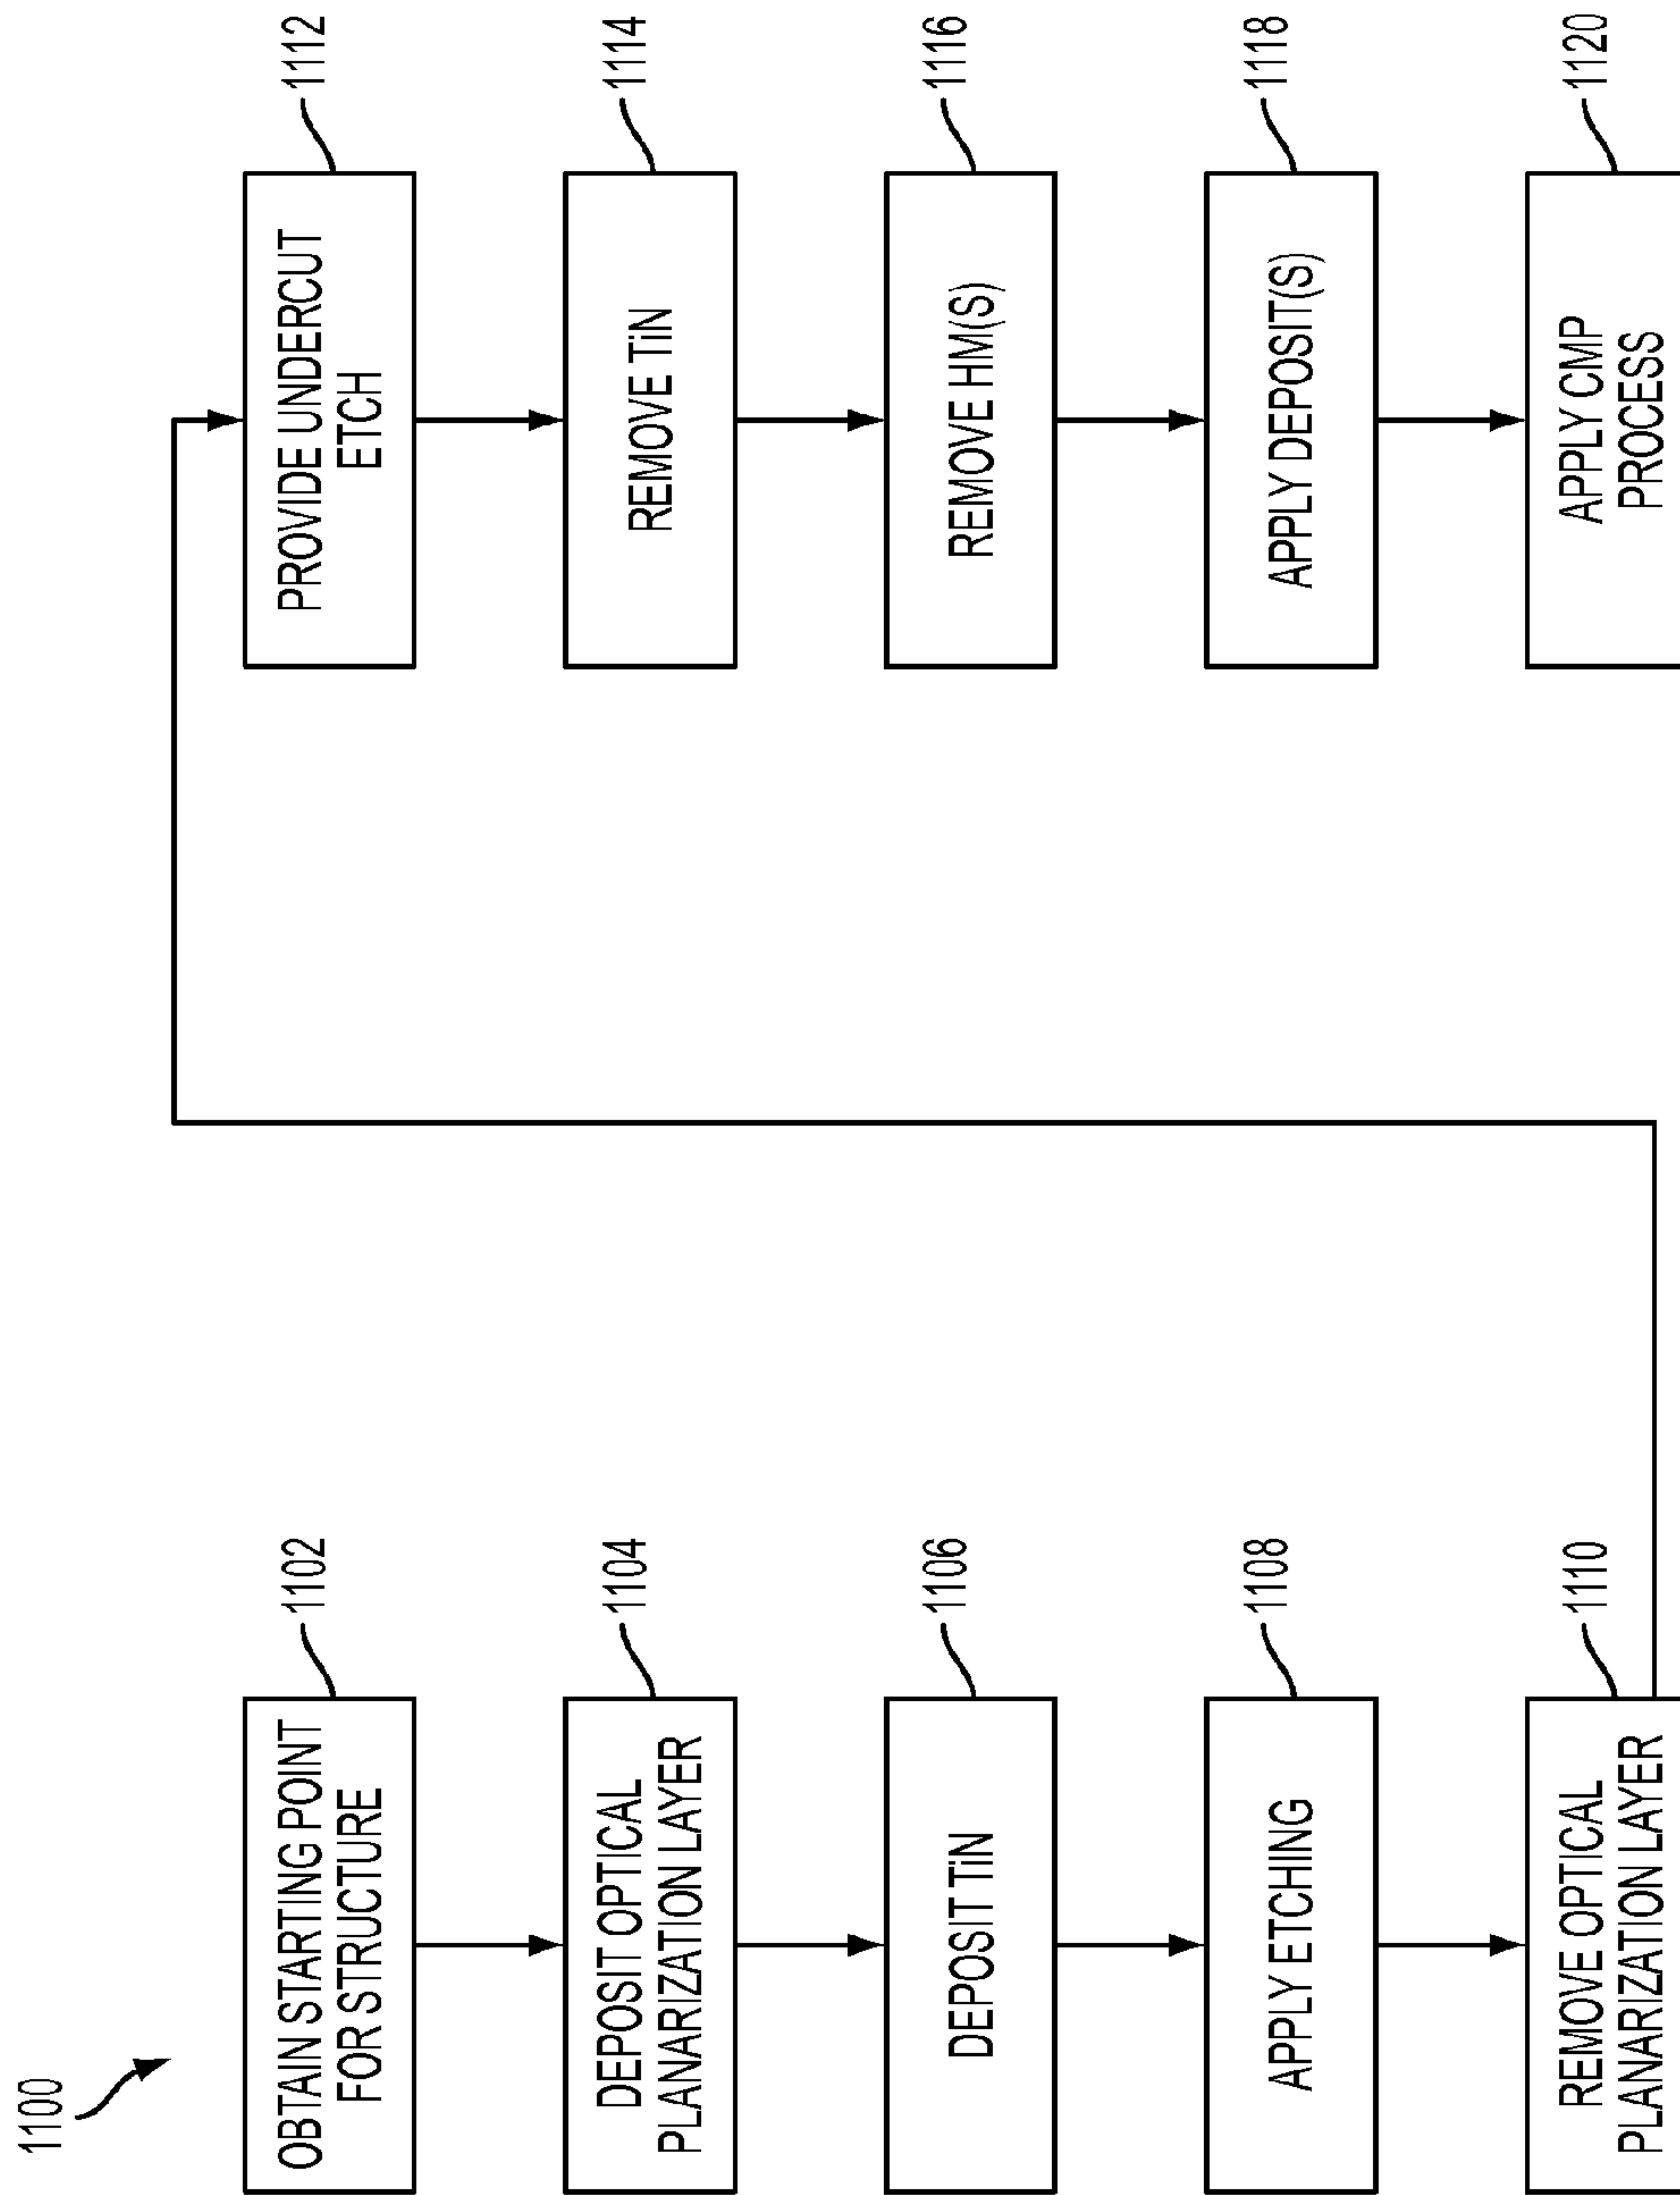 1100
OBTAIN STARTING POINT
FOR STRUCTURE
1102
DEPOSIT OPTICAL
PLANARIZATION LAYER
1104
DEPOSIT TiN
1106
APPLY ETCHING
1108
REMOVE OPTICAL
PLANARIZATION LAYER
1110
PROVIDE UNDERCUT
ETCH
1112
REMOVE TiN
1114
REMOVE HM(S)
1116
APPLY DEPOSIT(S)
1118
APPLY CMP
PROCESS
1120